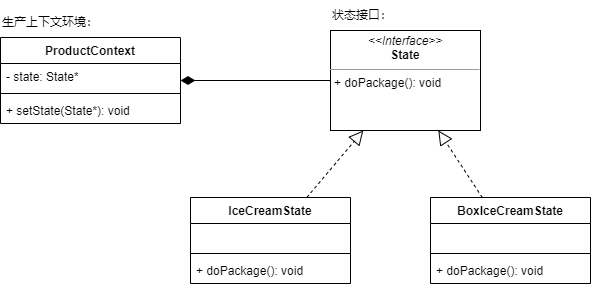 生产上下文环境:
ProductContext
- state: State*
+ setState(State*): void
状态接口:
<<Interface>>
State
+ doPackage(): void
IceCreamState
+ doPackage(): void
BoxIceCreamState
+ doPackage(): void